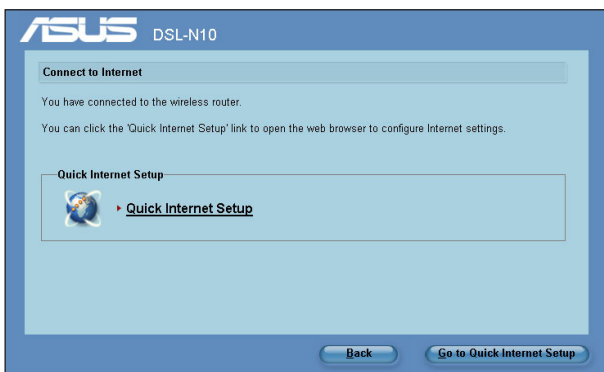 ASUS DSL-N10
Connect to Internet
You have connected to the wireless router.
You can click the 'Quick Internet Setup' link to open the web browser to configure Internet settings.
Quick Internet Setup
Quick Internet Setup
Back
Go to Quick Internet Setup